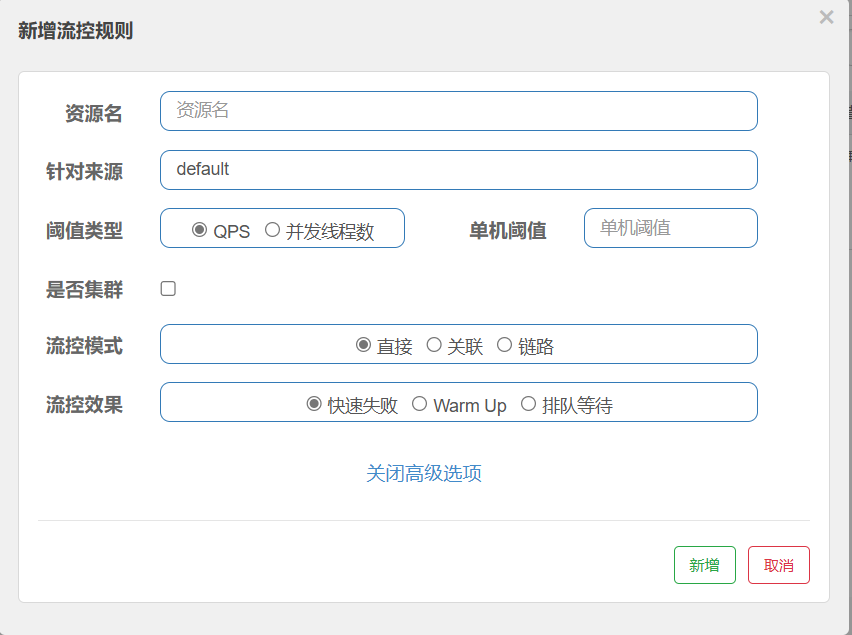 新增流控规则 ×
资源名 资源名
针对来源 default
阈值类型 QPS 并发线程数 单机阈值 单机阈值
是否集群
流控模式 直接 关联 链路
流控效果 快速失败 Warm Up 排队等待
关闭高级选项
新增 取消